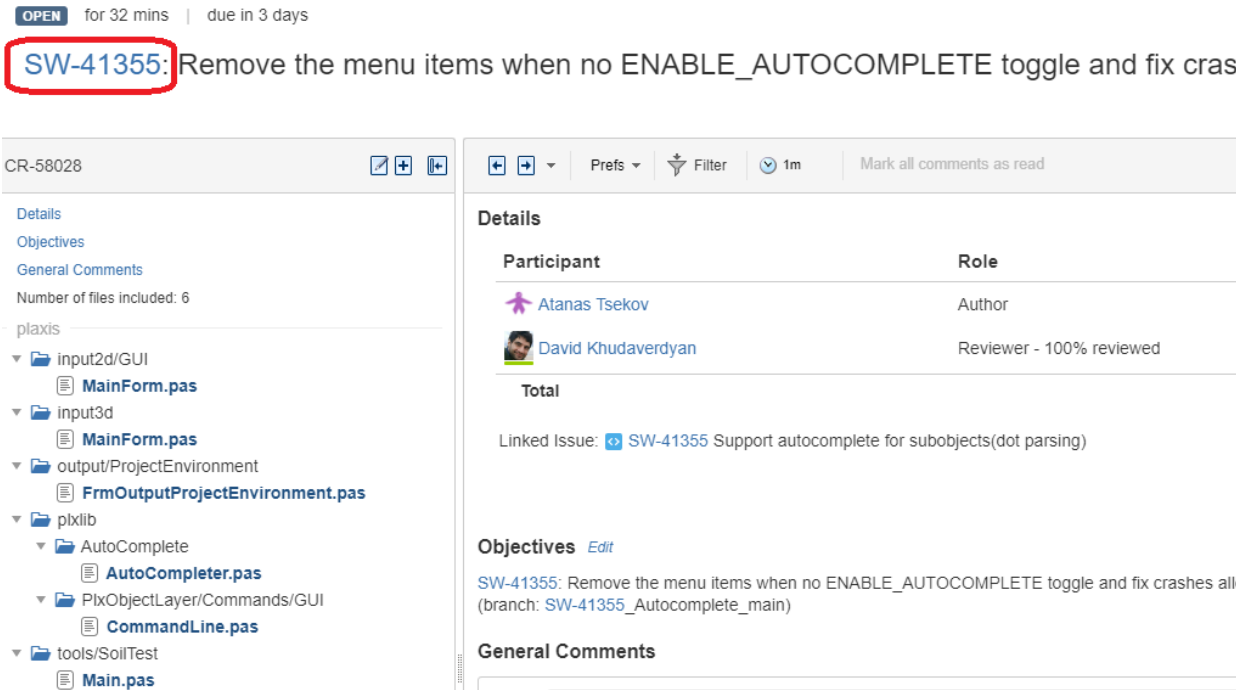 OPEN for 32 mins | due in 3 days
SW-41355: Remove the menu items when no ENABLE_AUTOCOMPLETE toggle and fix cras
CR-58028
Details
Objectives
General Comments
Number of files included: 6
plaxis
input2d/GUI
MainForm.pas
input3d
MainForm.pas
output/ProjectEnvironment
FrmOutputProjectEnvironment.pas
plxlib
AutoComplete
AutoCompleter.pas
PlxObjectLayer/Commands/GUI
CommandLine.pas
tools/SoilTest
Main.pas
Prefs Filter 1m Mark all comments as read
Details
Participant Role
Atanas Tsekov Author
David Khudaverdyan Reviewer - 100% reviewed
Total
Linked Issue: SW-41355 Support autocomplete for subobjects(dot parsing)
Objectives Edit
SW-41355: Remove the menu items when no ENABLE_AUTOCOMPLETE toggle and fix crashes all
(branch: SW-41355_Autocomplete_main)
General Comments